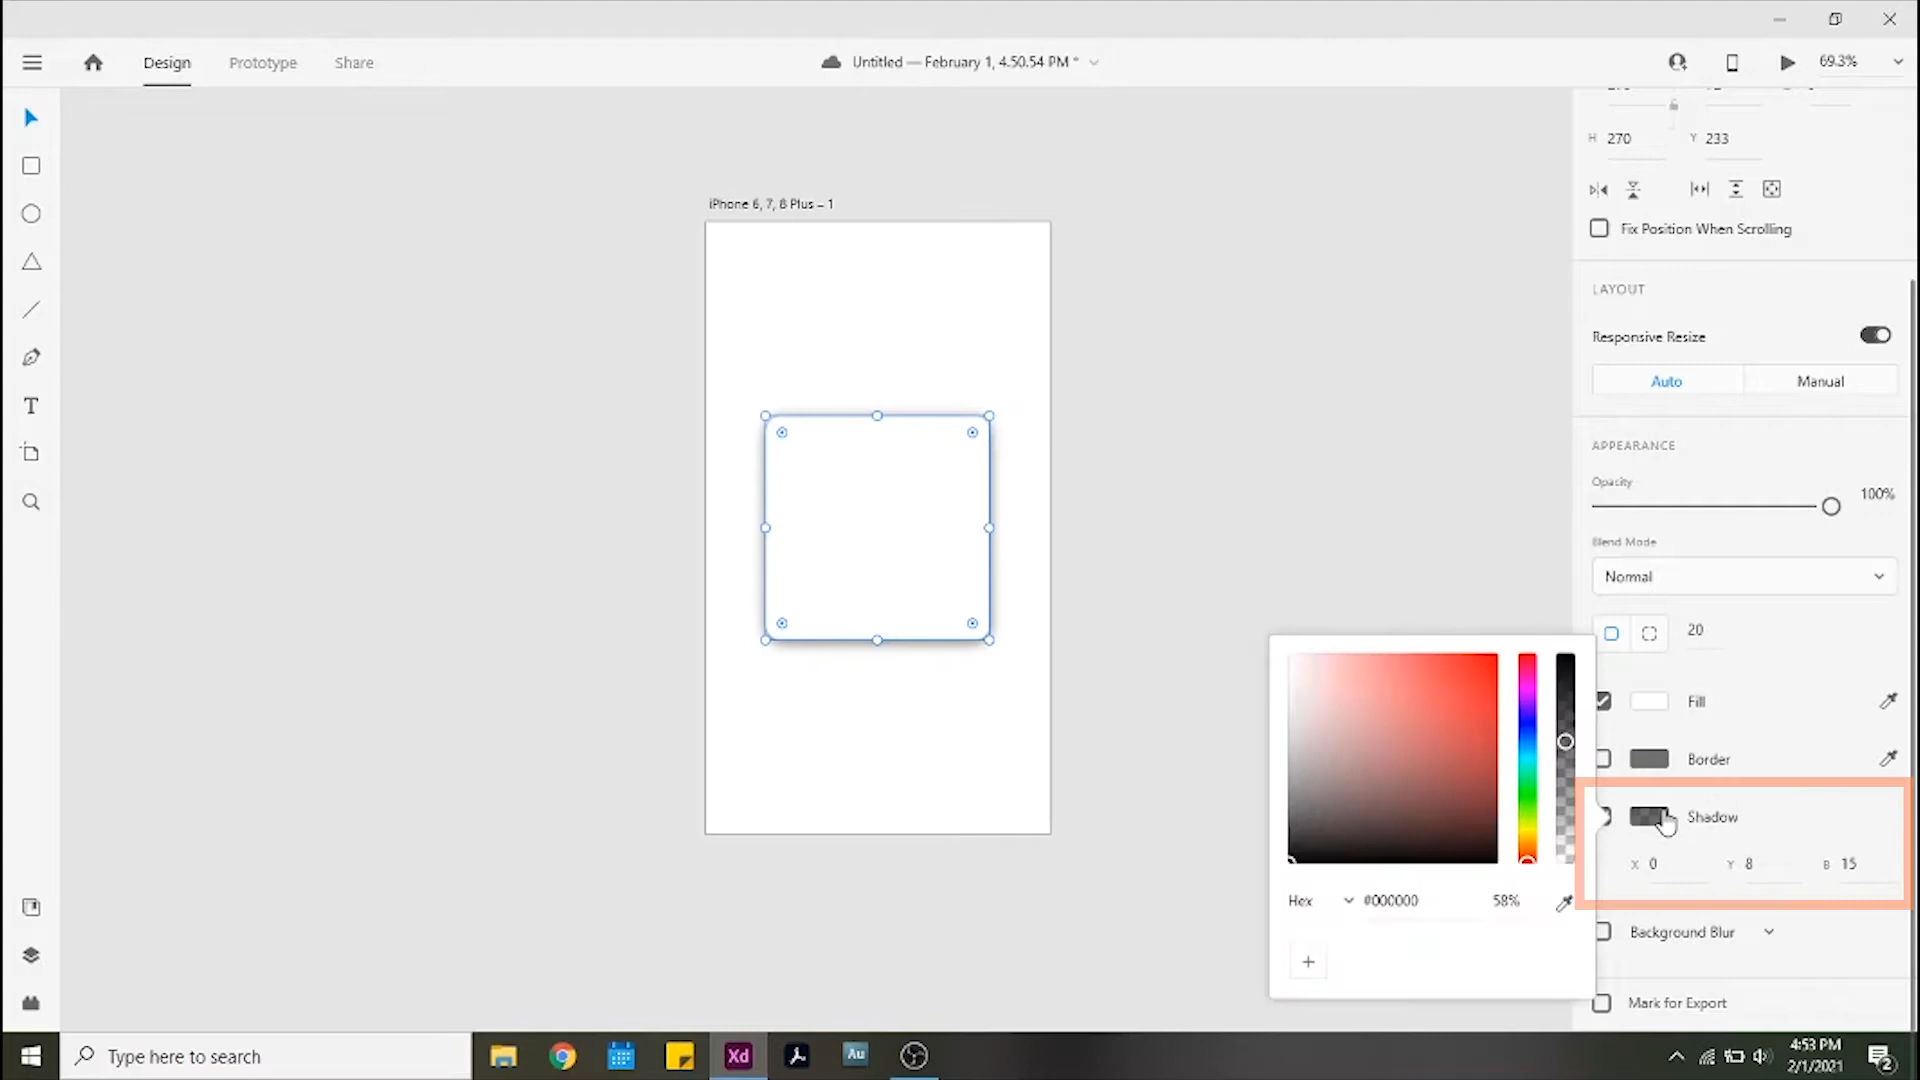 Design Prototype Share
Untitled — February 1, 4.50.54 PM *
69.3%
H 270 Y 233
iPhone 6, 7, 8 Plus – 1
Fix Position When Scrolling
LAYOUT
Responsive Resize
Auto Manual
APPEARANCE
Opacity
100%
Blend Mode
Normal
20
Fill
Border
Shadow
X 0 Y 8 B 15
Hex #000000 58%
+
Background Blur
Mark for Export
T
Type here to search
Xd
Au
4:53 PM
2/1/2021
2